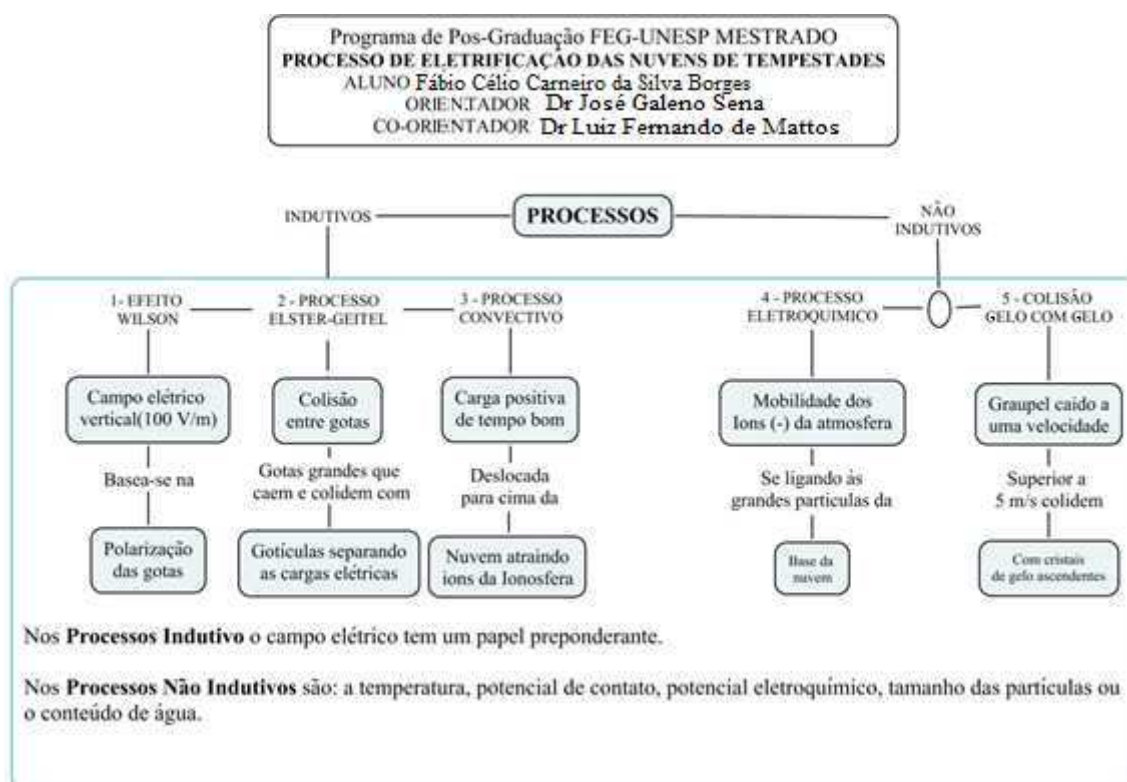 Programa de Pos-Graduação FEG-UNESP MESTRADO
PROCESSO DE ELETRIFICAÇÃO DAS NUVENS DE TEMPESTADES
ALUNO Fábio Célio Carneiro da Silva Borges
ORIENTADOR Dr José Galeno Sena
CO-ORIENTADOR Dr Luiz Fernando de Mattos
INDUTIVOS
PROCESSOS
NÃO
INDUTIVOS
1- EFEITO
WILSON
2 - PROCESSO
ELSTER-GEITEL
3 - PROCESSO
CONVECTIVO
4 - PROCESSO
ELETROQUIMICO
5 - COLISÃO
GELO COM GELO
Campo elétrico
vertical(100 V/m)
Basea-se na
Polarização
das gotas
Colisão
entre gotas
Gotas grandes que
caem e colidem com
Gotículas separando
as cargas elétricas
Carga positiva
de tempo bom
Deslocada
para cima da
Nuvem atraindo
ions da Ionosfera
Mobilidade dos
Ions (-) da atmosfera
Se ligando às
grandes particulas da
Base da
nuvem
Graupel caido a
uma velocidade
Superior a
5 m/s colidem
Com cristais
de gelo ascendentes
Nos Processos Indutivo o campo elétrico tem um papel preponderante.
Nos Processos Não Indutivos são: a temperatura, potencial de contato, potencial eletroquímico, tamanho das particulas ou
o conteúdo de água.